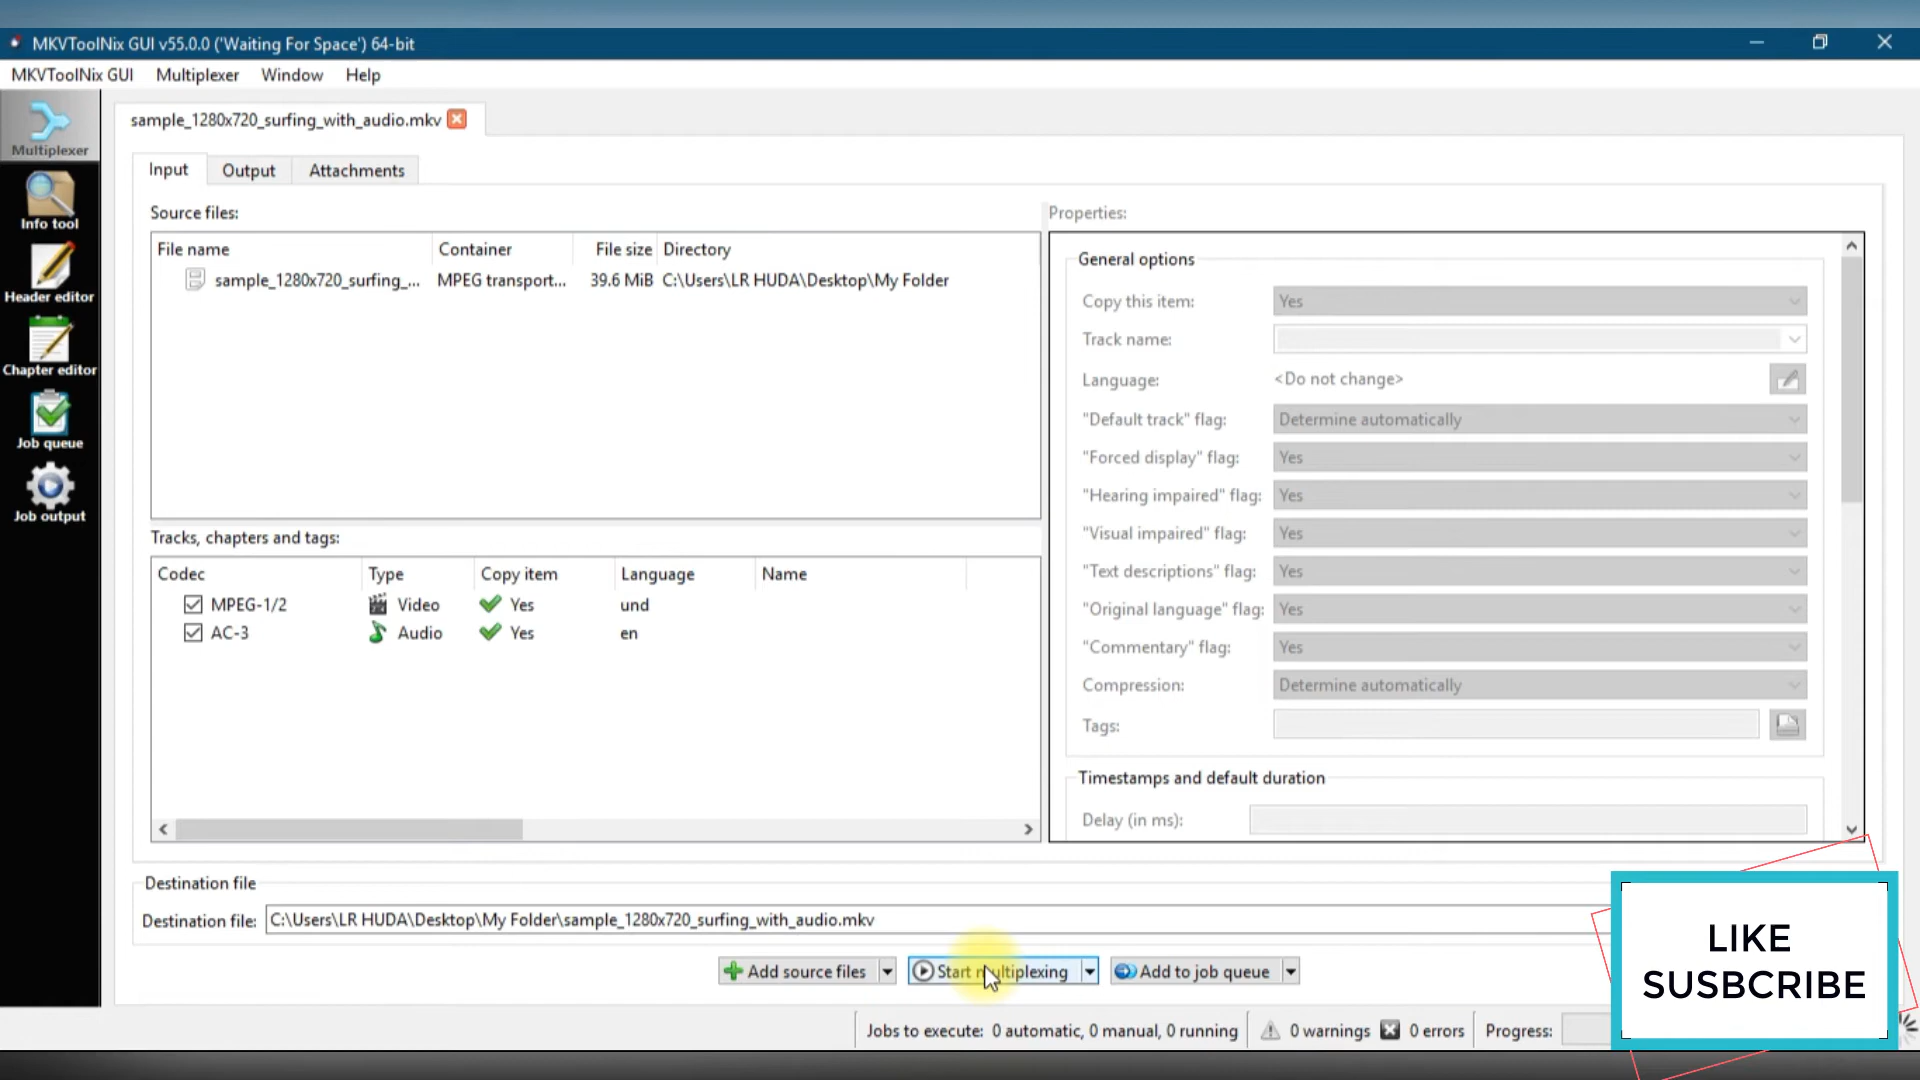 MKVToolNix GUI v55.0.0 ('Waiting For Space') 64-bit
MKVToolNix GUI Multiplexer Window Help
Multiplexer
Info tool
Header editor
Chapter editor
Job queue
Job output
sample_1280x720_surfing_with_audio.mkv
Input Output Attachments
Source files:
File name Container File size Directory
sample_1280x720_surfing_... MPEG transport... 39.6 MiB C:\Users\LR HUDA\Desktop\My Folder
Tracks, chapters and tags:
Codec Type Copy item Language Name
MPEG-1/2 Video Yes und
AC-3 Audio Yes en
Properties:
General options
Copy this item: Yes
Track name:
Language: <Do not change>
"Default track" flag: Determine automatically
"Forced display" flag: Yes
"Hearing impaired" flag: Yes
"Visual impaired" flag: Yes
"Text descriptions" flag: Yes
"Original language" flag: Yes
"Commentary" flag: Yes
Compression: Determine automatically
Tags:
Timestamps and default duration
Delay (in ms):
Destination file
Destination file: C:\Users\LR HUDA\Desktop\My Folder\sample_1280x720_surfing_with_audio.mkv
Add source files Start multiplexing Add to job queue
Jobs to execute: 0 automatic, 0 manual, 0 running 0 warnings 0 errors Progress:
LIKE
SUSBCRIBE